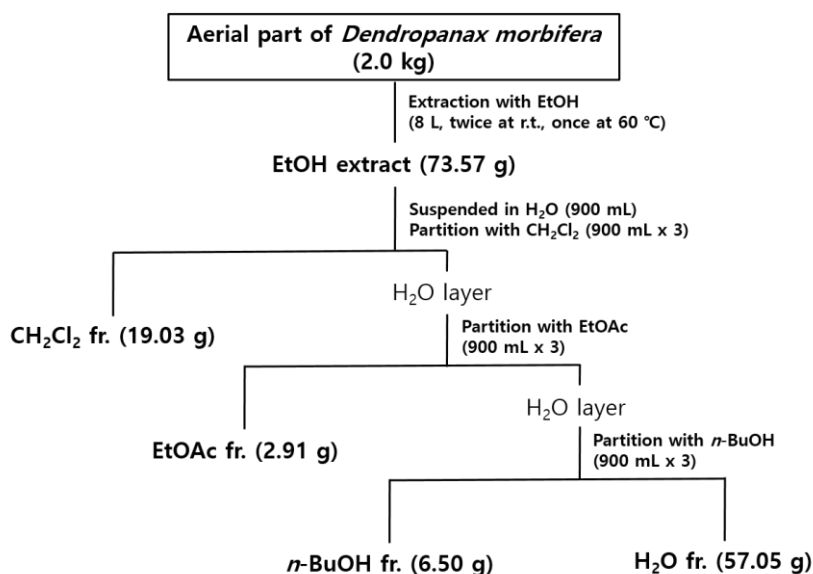 Aerial part of Dendropanax morbifera
(2.0 kg)
Extraction with EtOH
(8 L, twice at r.t., once at 60 ℃)
EtOH extract (73.57 g)
Suspended in H₂O (900 mL)
Partition with CH₂Cl₂ (900 mL x 3)
H₂O layer
CH₂Cl₂ fr. (19.03 g)
Partition with EtOAc
(900 mL x 3)
H₂O layer
EtOAc fr. (2.91 g)
Partition with n-BuOH
(900 mL x 3)
n-BuOH fr. (6.50 g)
H₂O fr. (57.05 g)